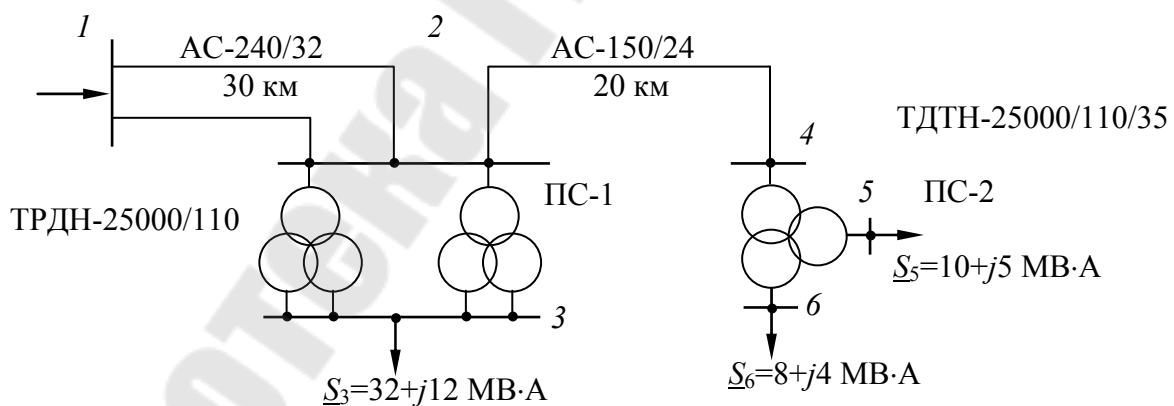 1
АС-240/32
30 км
2
АС-150/24
20 км
4
ТДТН-25000/110/35
ТРДН-25000/110
ПС-1
5
ПС-2
S5=10+j5 МВ·А
3
6
S3=32+j12 МВ·А
S6=8+j4 МВ·А